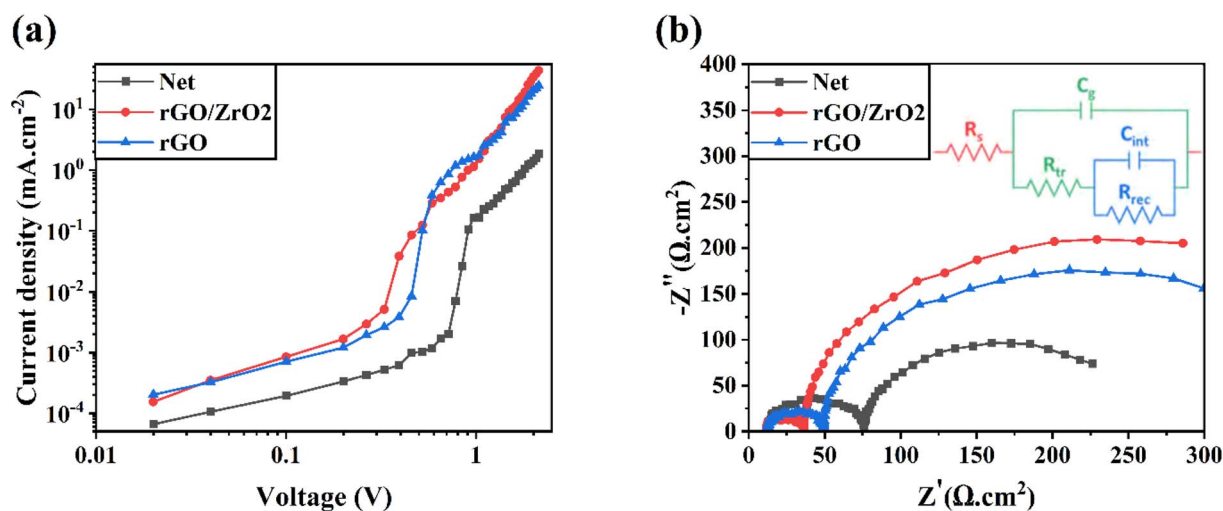 (a)
Net
rGO/ZrO2
rGO
Current density (mA.cm⁻²)
10¹
10⁰
10⁻¹
10⁻²
10⁻³
10⁻⁴
0.01
0.1
1
Voltage (V)
(b)
Net
rGO/ZrO2
rGO
-Z''(Ω.cm²)
400
350
300
250
200
150
100
50
0
0
50
100
150
200
250
300
Z'(Ω.cm²)
Rs
Cg
Rtr
Cint
Rrec